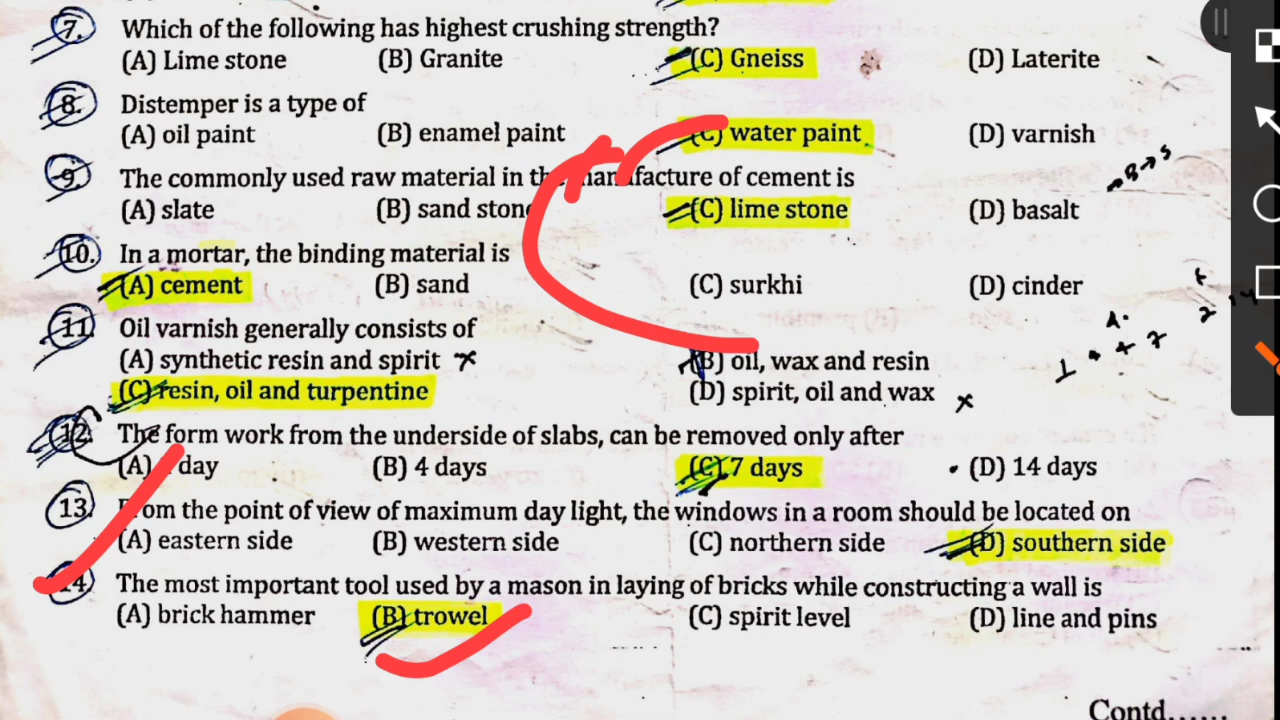 7. Which of the following has highest crushing strength?
(A) Lime stone (B) Granite (C) Gneiss (D) Laterite
8. Distemper is a type of
(A) oil paint (B) enamel paint (C) water paint (D) varnish
9. The commonly used raw material in the manufacture of cement is
(A) slate (B) sand stone (C) lime stone (D) basalt
10. In a mortar, the binding material is
(A) cement (B) sand (C) surkhi (D) cinder
11. Oil varnish generally consists of
(A) synthetic resin and spirit (B) oil, wax and resin
(C) resin, oil and turpentine (D) spirit, oil and wax
12. The form work from the underside of slabs, can be removed only after
(A) day (B) 4 days (C) 7 days (D) 14 days
13. From the point of view of maximum day light, the windows in a room should be located on
(A) eastern side (B) western side (C) northern side (D) southern side
14. The most important tool used by a mason in laying of bricks while constructing a wall is
(A) brick hammer (B) trowel (C) spirit level (D) line and pins
Contd......